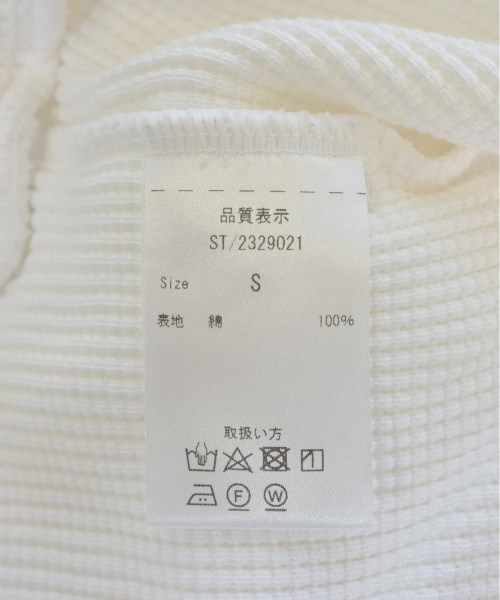 品質表示
ST/2329021
Size S
表地 綿 100%
取扱い方
F W